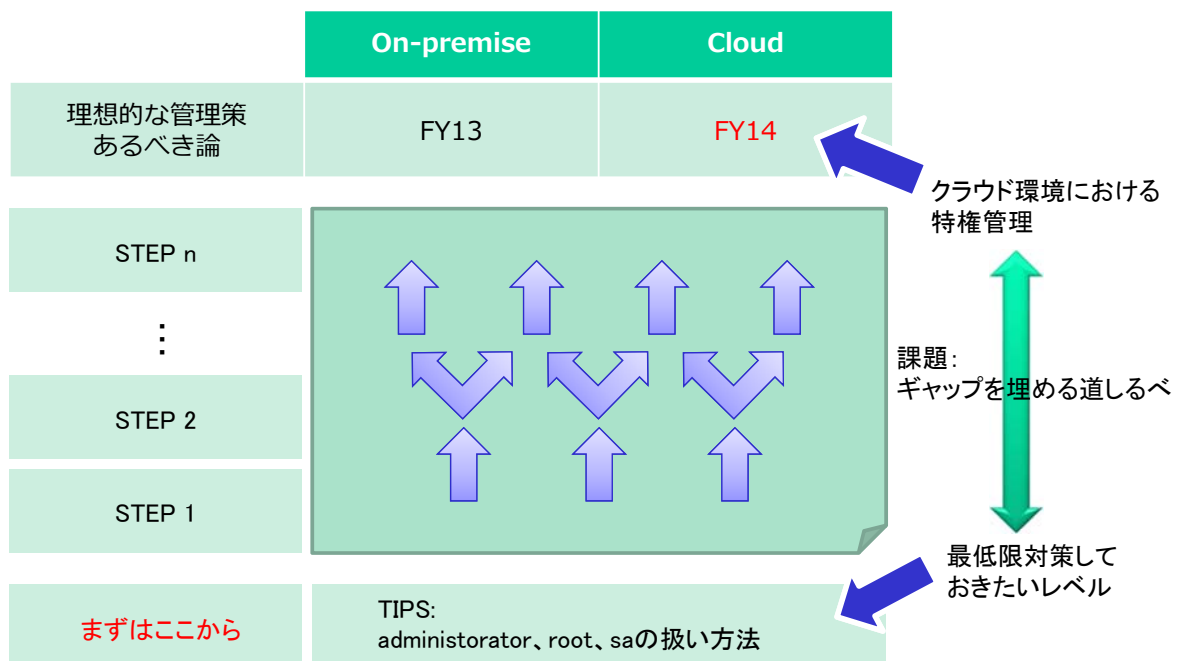 On-premise
Cloud
理想的な管理策
あるべき論
FY13
FY14
クラウド環境における
特権管理
STEP n
⋮
課題：
ギャップを埋める道しるべ
STEP 2
STEP 1
最低限対策して
おきたいレベル
まずはここから
TIPS:
administorator、root、saの扱い方法